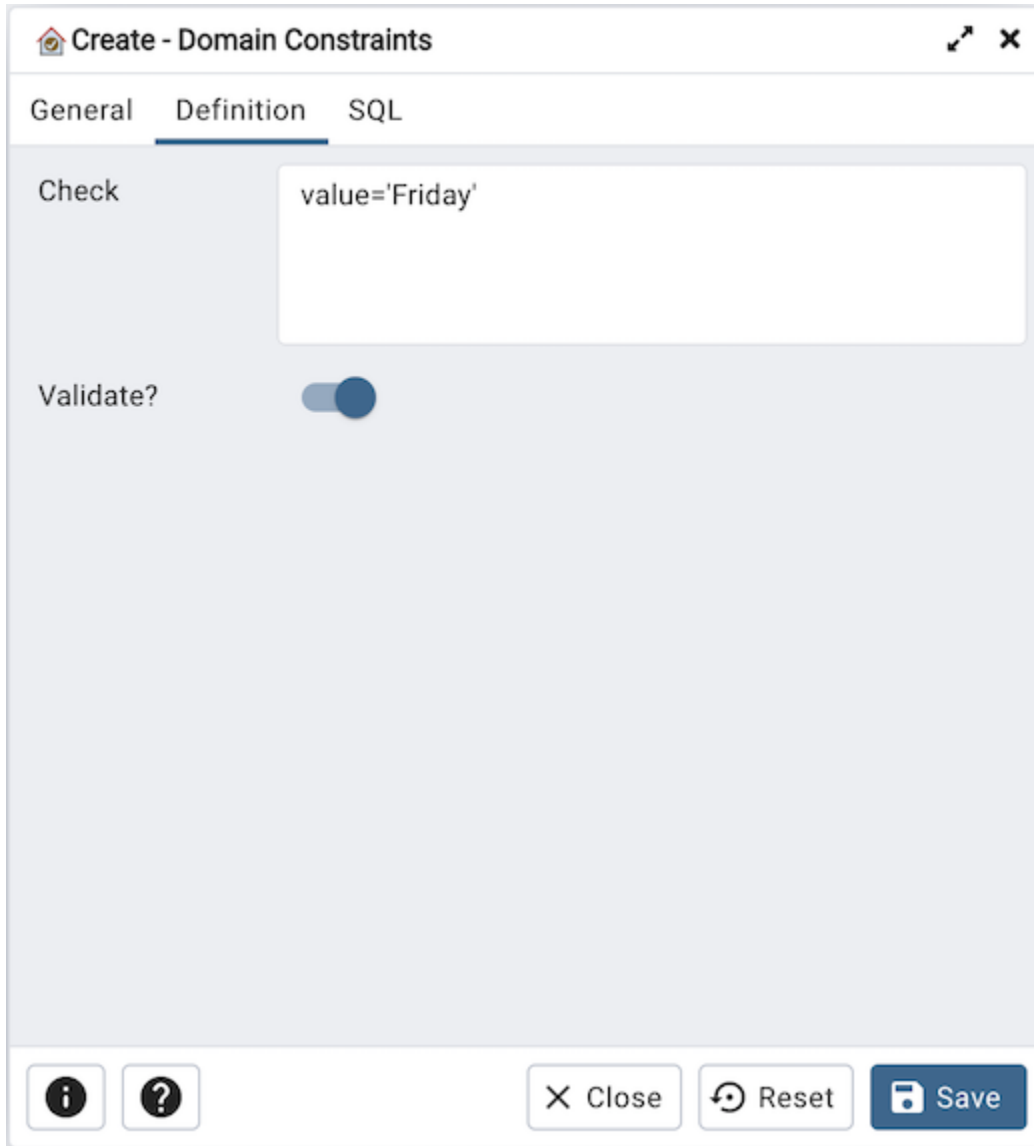 Create - Domain Constraints
General Definition SQL
Check value='Friday'
Validate?
Close Reset Save